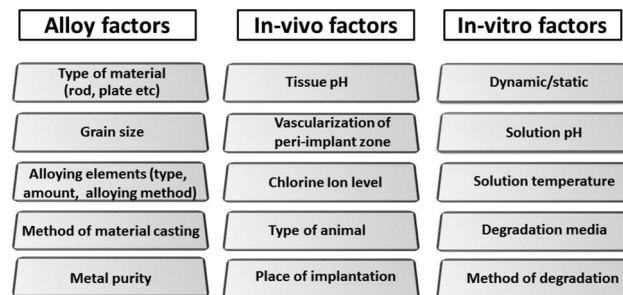 Alloy factors
Type of material
(rod, plate etc)
Grain size
Alloying elements (type,
amount, alloying method)
Method of material casting
Metal purity
In-vivo factors
Tissue pH
Vascularization of
peri-implant zone
Chlorine Ion level
Type of animal
Place of implantation
In-vitro factors
Dynamic/static
Solution pH
Solution temperature
Degradation media
Method of degradation